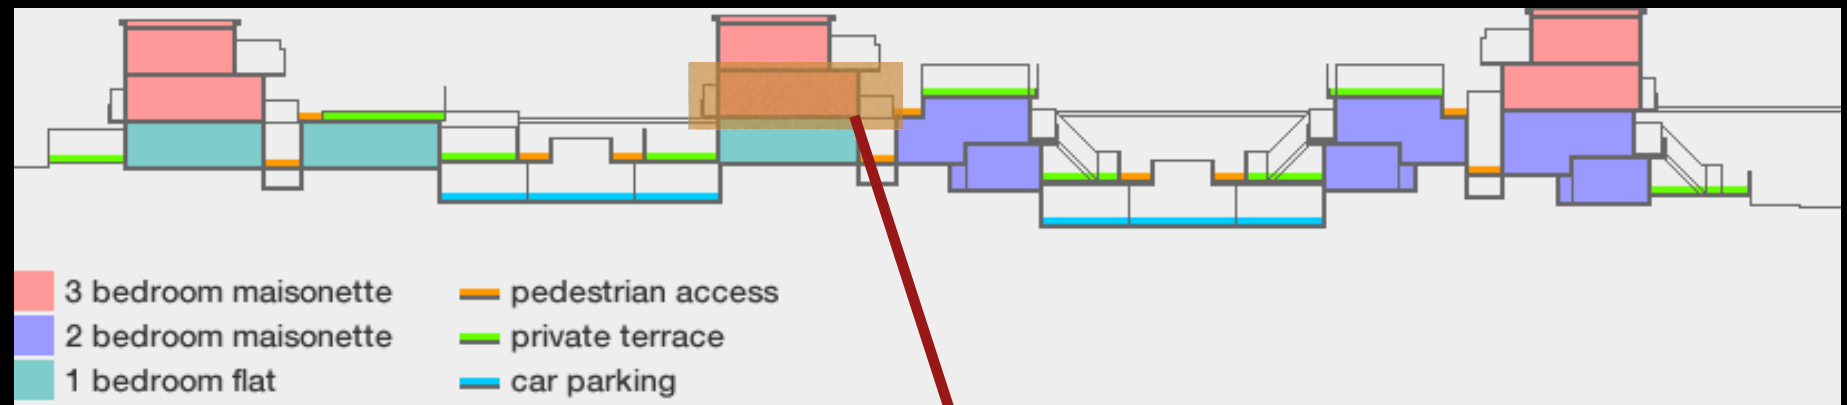 3 bedroom maisonette
2 bedroom maisonette
1 bedroom flat
pedestrian access
private terrace
car parking